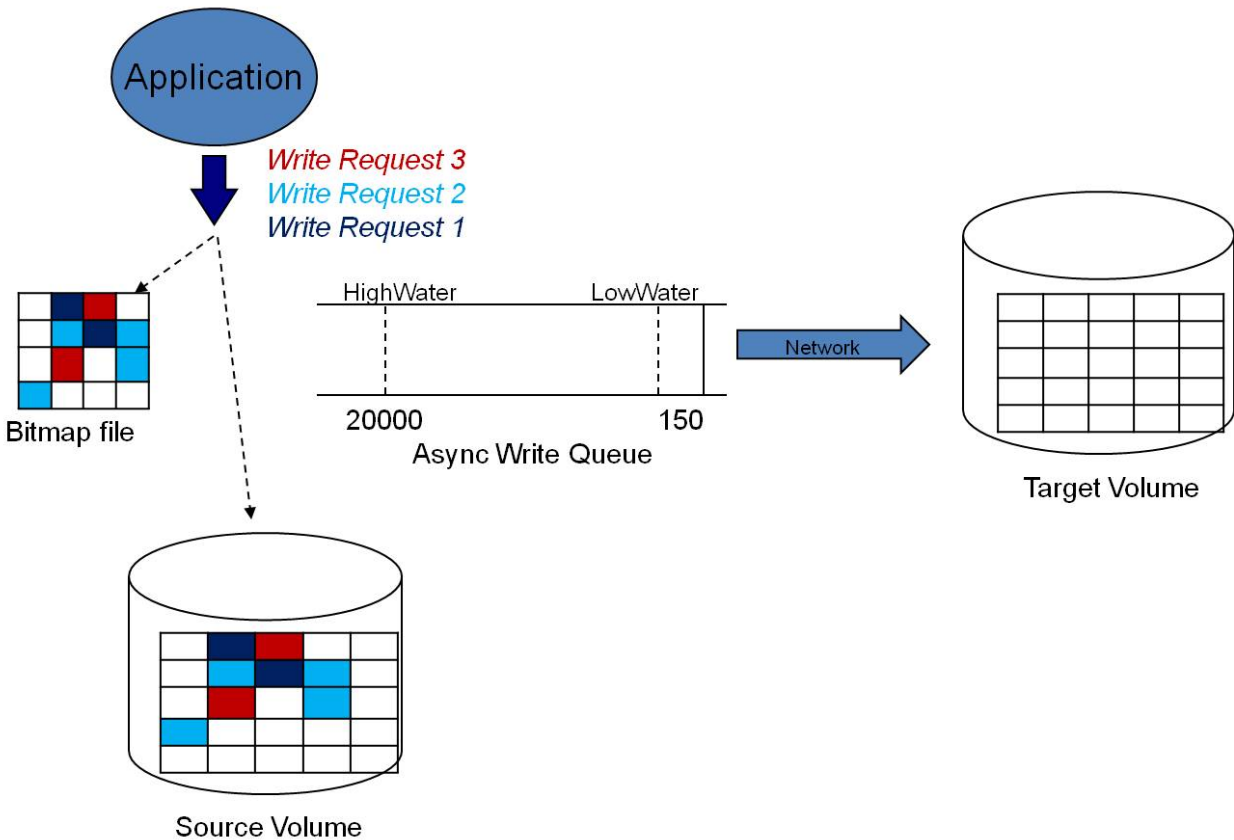 Application
Write Request 3
Write Request 2
Write Request 1
HighWater LowWater
Network
20000 150
Bitmap file
Async Write Queue
Target Volume
Source Volume